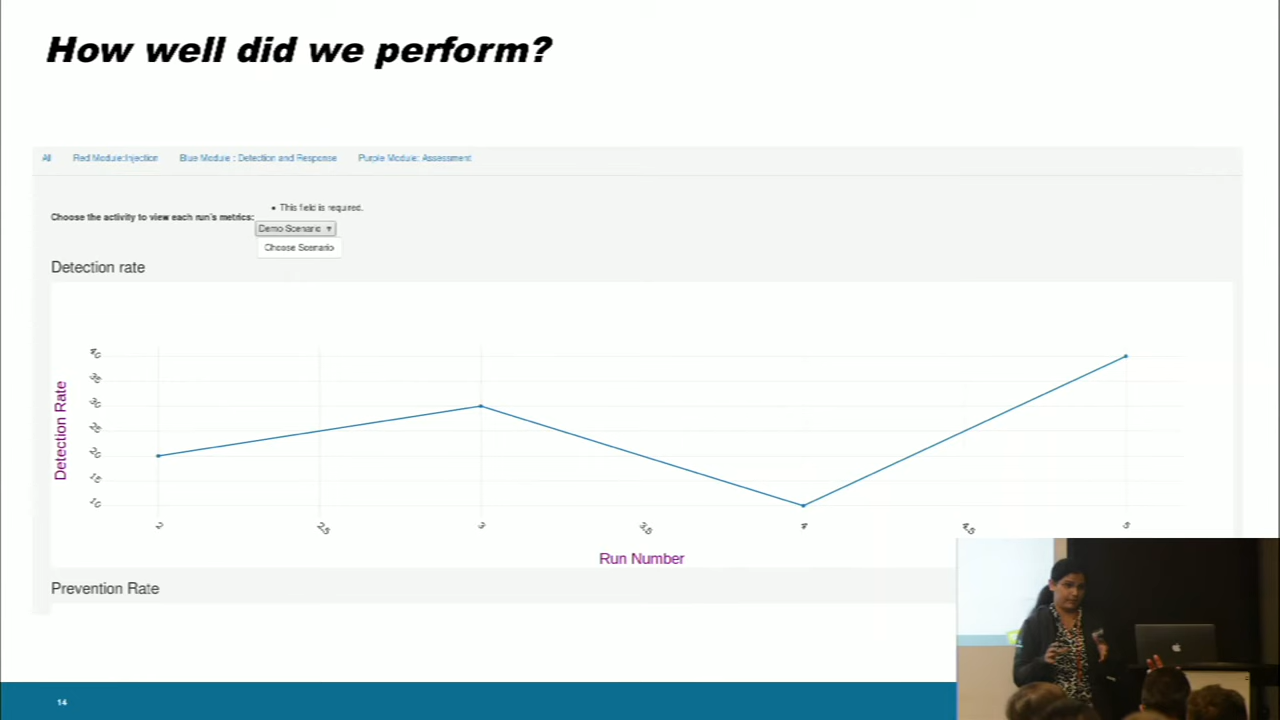 How well did we perform?
All Red Module:Injection Blue Module : Detection and Response Purple Module: Assessment
• This field is required.
Choose the activity to view each run's metrics:
Demo Scenario ▼
Choose Scenario
Detection rate
40
35
30
25
20
15
10
Detection Rate
2 2.5 3 3.5 4 4.5 5
Run Number
Prevention Rate
14